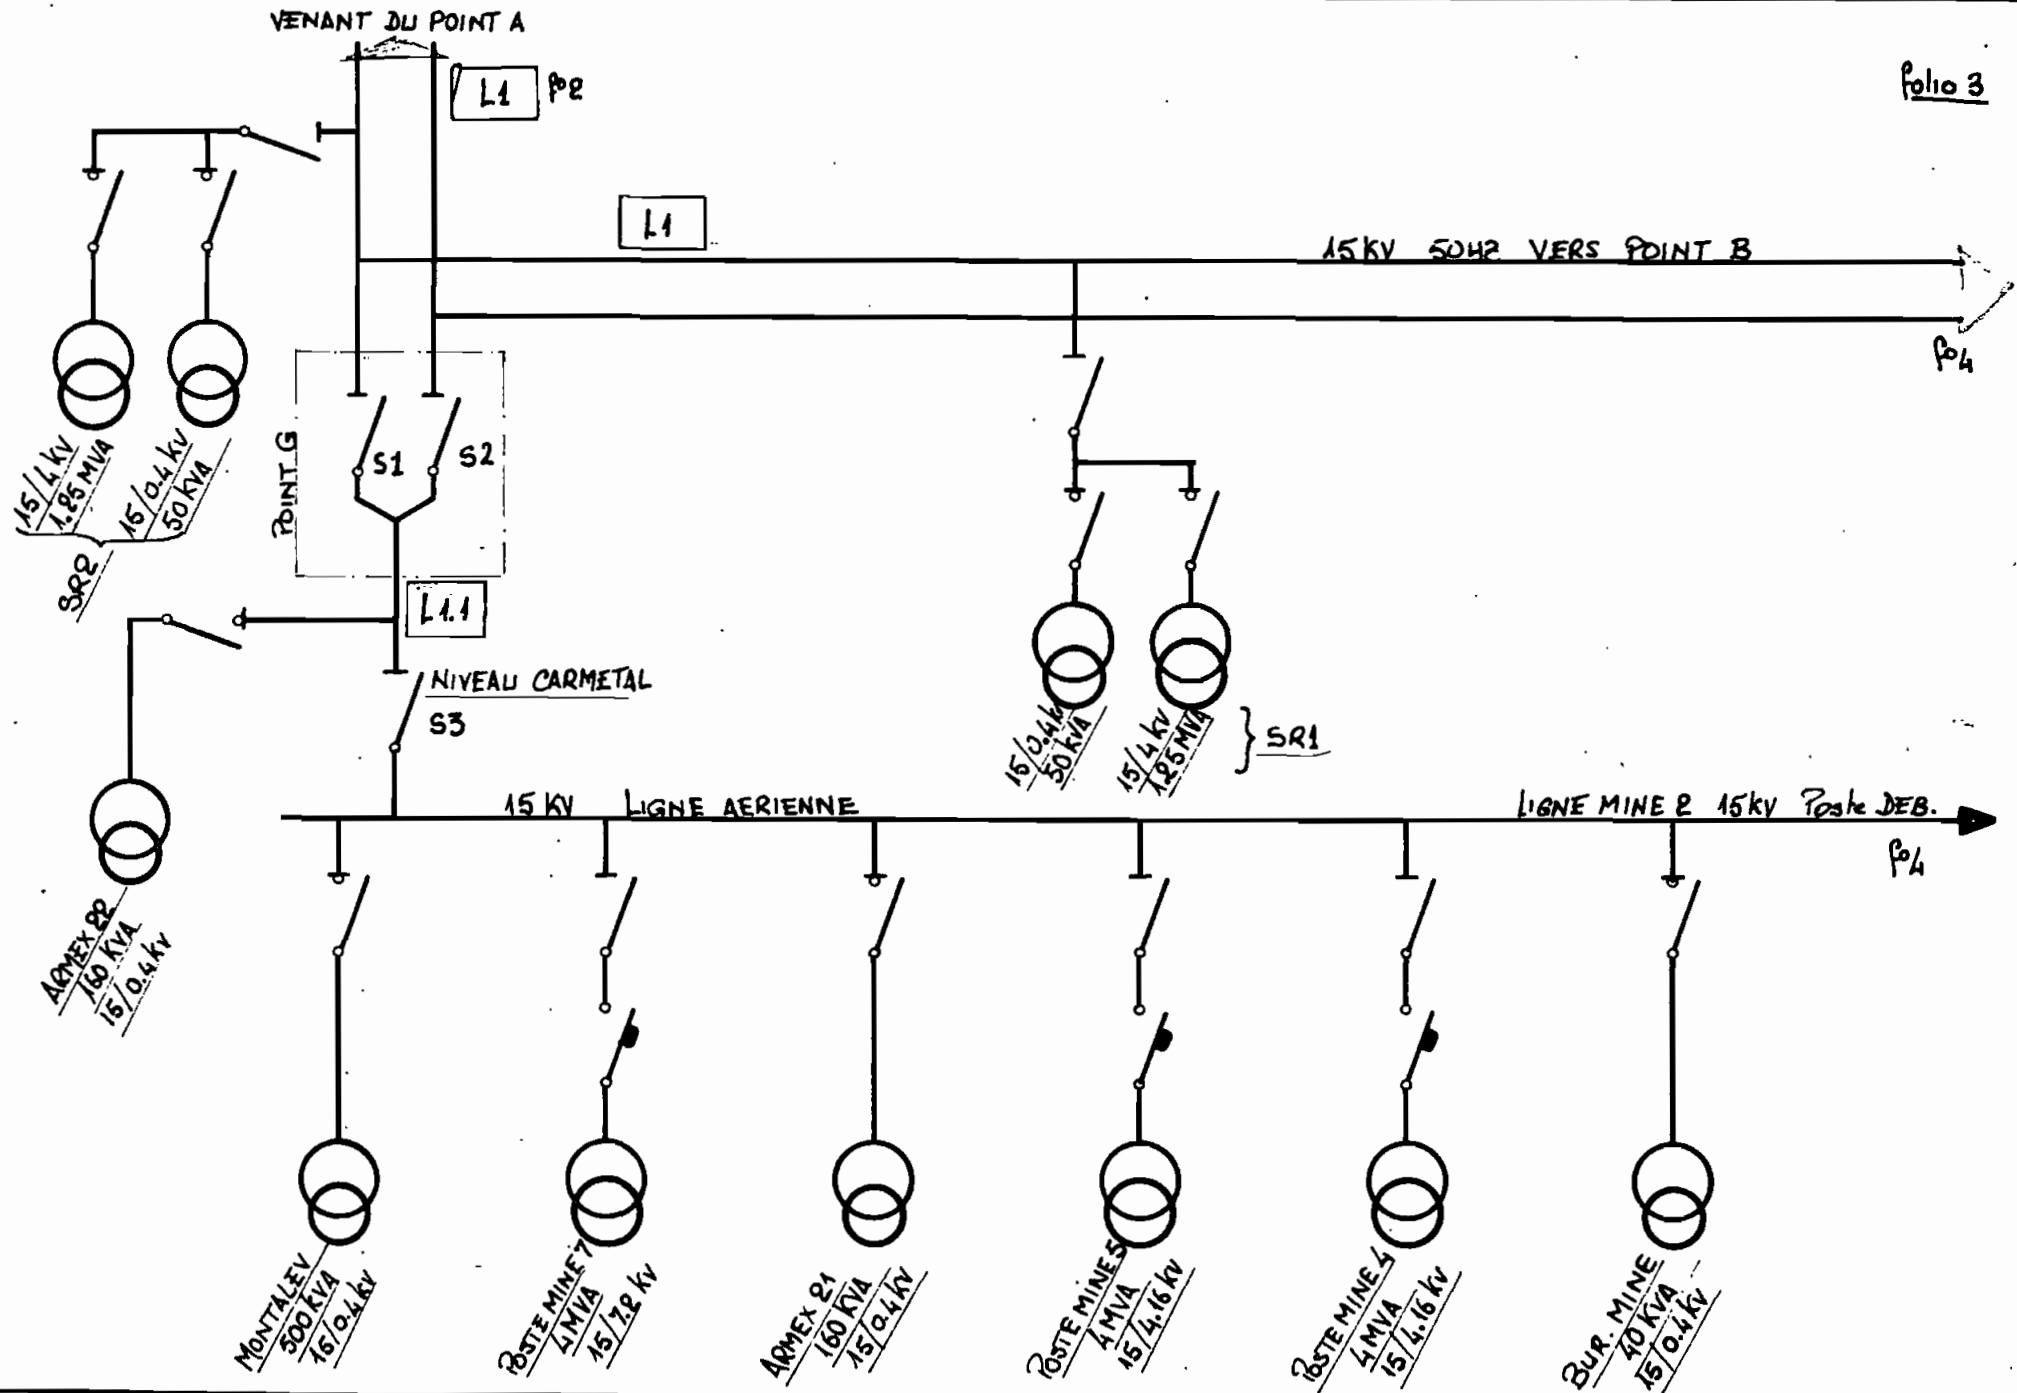 VENANT DU POINT A
L1 fo2
folio 3
L1
15KV 50HZ VERS POINT B
fo4
POINT G
S1
S2
15/4 KV
1.25 MVA
15/0.4 KV
50 KVA
SR2
L1.1
NIVEAU CARMETAL
S3
15/0.4 KV
50 KVA
15/4 KV
1.25 MVA
SR1
15 KV LIGNE AERIENNE
LIGNE MINE 2 15KV Poste DEB.
fo4
ARMEX 22
160 KVA
15/0.4 KV
MONTALEV
500 KVA
15/0.4 KV
POSTE MINE 7
4 MVA
15/7.2 KV
ARMEX 21
160 KVA
15/0.4 KV
POSTE MINE 5
4 MVA
15/4.16 KV
POSTE MINE 4
4 MVA
15/4.16 KV
BUR. MINE
40 KVA
15/0.4 KV